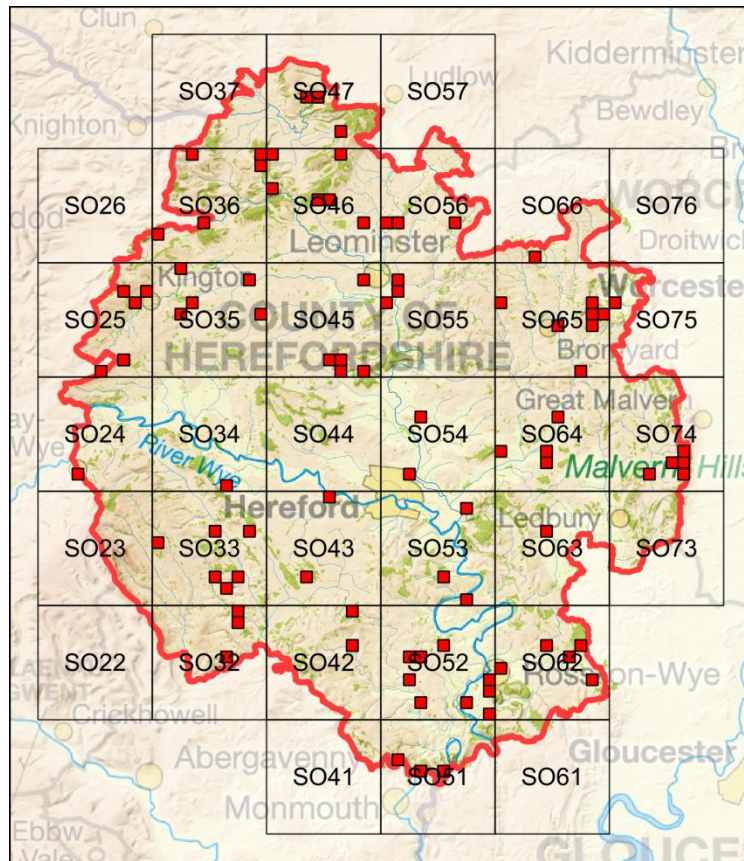 Clun
Kidderminster
SO37 SO47 SO57
Ludlow
Bewdley
Knighton
SO26 SO36 SO46 SO56 SO66 SO76
WORC
Droitwich
Leominster
Kington
Worcester
SO25 SO35 SO45 SO55 SO65 SO75
COUNTY OF
HEREFORDSHIRE
Bromyard
Great Malvern
SO24 SO34 SO44 SO54 SO64 SO74
River Wye
Malvern Hills
Hereford
Ledbury
SO23 SO33 SO43 SO53 SO63 SO73
SO22 SO32 SO42 SO52 SO62
Ross-on-Wye
GWENT
Crickhowell
Abergavenny
Gloucester
SO41 SO51 SO61
Monmouth
Ebbw
Vale
GLOUC